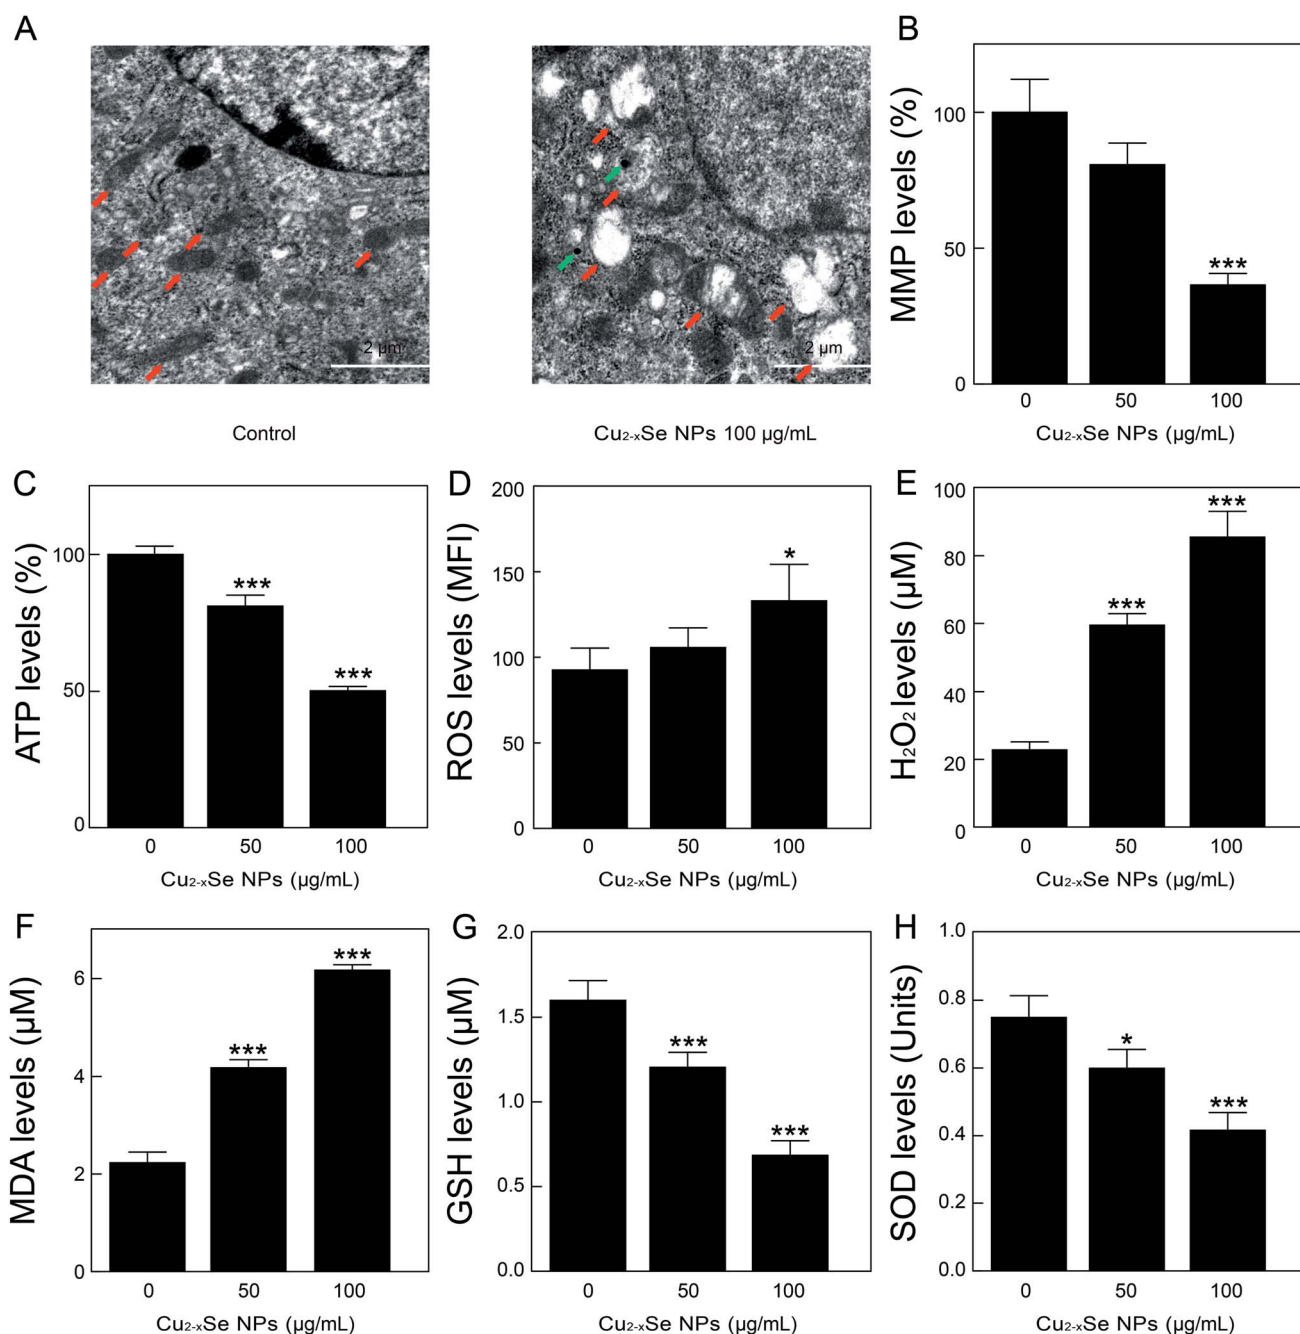 A
2 µm
Control
2 µm
Cu₂₋ₓSe NPs 100 µg/mL
B
MMP levels (%)
100
50
0
***
0 50 100
Cu₂₋ₓSe NPs (µg/mL)
C
ATP levels (%)
100
50
0
***
***
0 50 100
Cu₂₋ₓSe NPs (µg/mL)
D
ROS levels (MFI)
200
150
100
50
0
*
0 50 100
Cu₂₋ₓSe NPs (µg/mL)
E
H₂O₂ levels (µM)
100
80
60
40
20
0
***
***
0 50 100
Cu₂₋ₓSe NPs (µg/mL)
F
MDA levels (µM)
6
4
2
0
***
***
0 50 100
Cu₂₋ₓSe NPs (µg/mL)
G
GSH levels (µM)
2.0
1.5
1.0
0.5
0.0
***
***
0 50 100
Cu₂₋ₓSe NPs (µg/mL)
H
SOD levels (Units)
1.0
0.8
0.6
0.4
0.2
0.0
*
***
0 50 100
Cu₂₋ₓSe NPs (µg/mL)